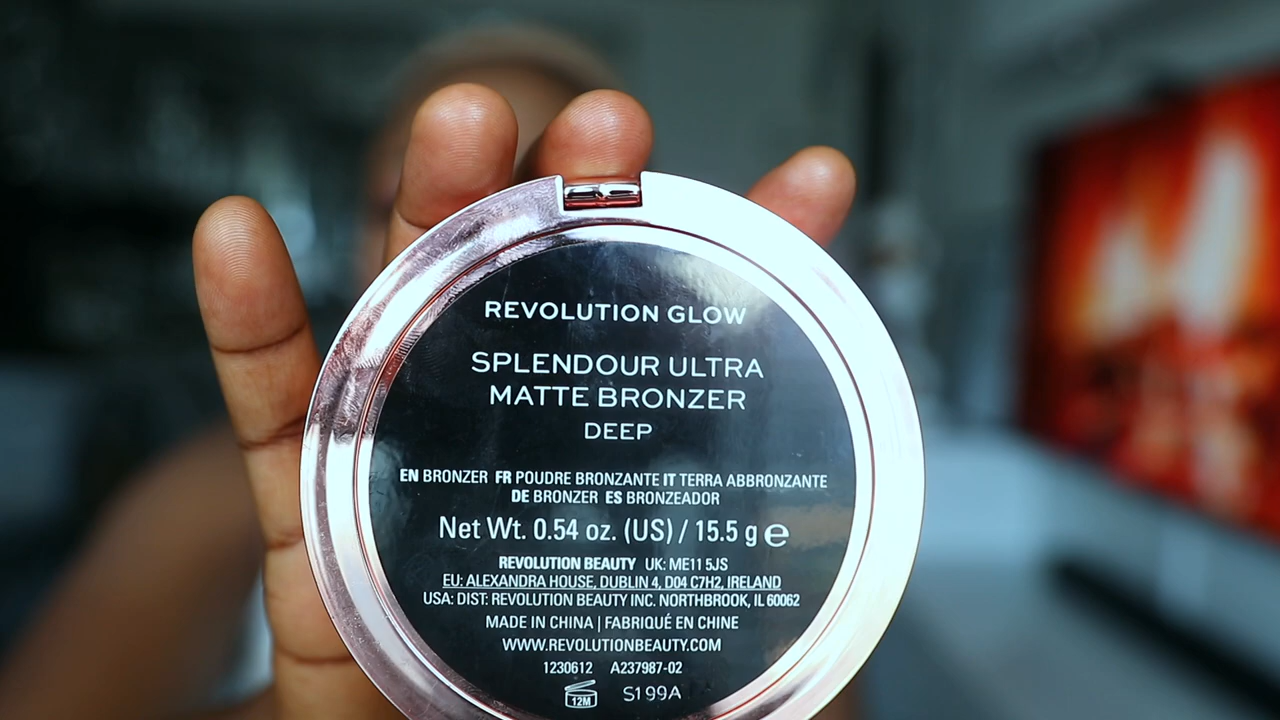 REVOLUTION GLOW
SPLENDOUR ULTRA
MATTE BRONZER
DEEP
EN BRONZER FR POUDRE BRONZANTE IT TERRA ABBRONZANTE
DE BRONZER ES BRONZEADOR
Net Wt. 0.54 oz. (US) / 15.5 g ℮
REVOLUTION BEAUTY UK: ME11 5JS
EU: ALEXANDRA HOUSE, DUBLIN 4, D04 C7H2, IRELAND
USA: DIST: REVOLUTION BEAUTY INC. NORTHBROOK, IL 60062
MADE IN CHINA | FABRIQUÉ EN CHINE
WWW.REVOLUTIONBEAUTY.COM
1230612 A237987-02
12M S199A